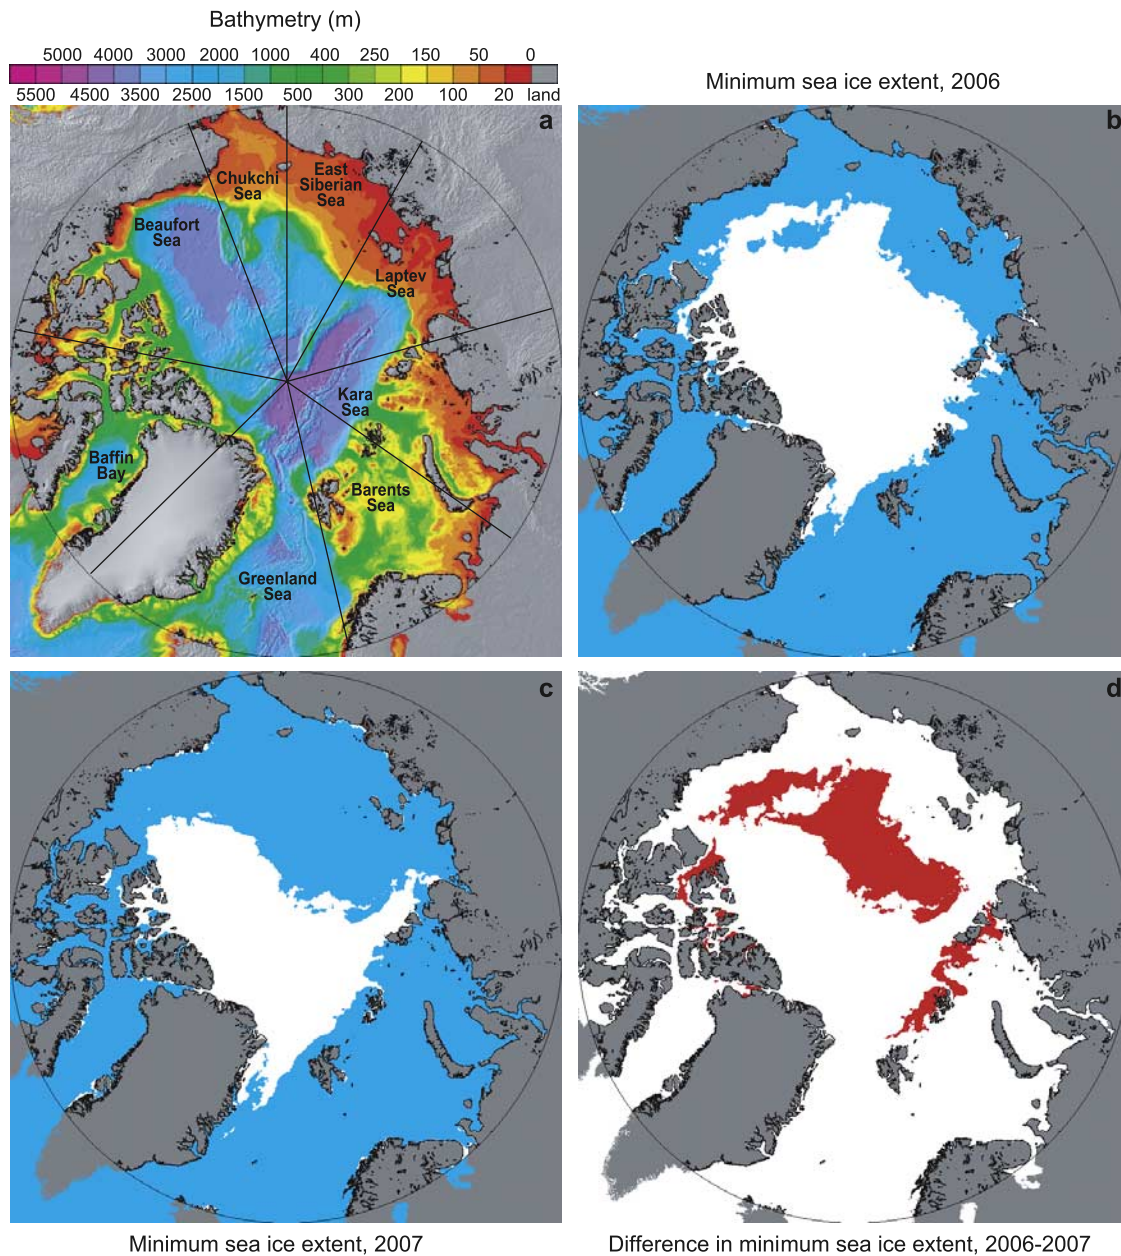 Bathymetry (m)
5000 4000 3000 2000 1000 400 250 150 50 0
5500 4500 3500 2500 1500 500 300 200 100 20 land
Minimum sea ice extent, 2006
a
Chukchi
Sea
East
Siberian
Sea
Beaufort
Sea
Laptev
Sea
Kara
Sea
Baffin
Bay
Barents
Sea
Greenland
Sea
b
c
d
Minimum sea ice extent, 2007
Difference in minimum sea ice extent, 2006-2007